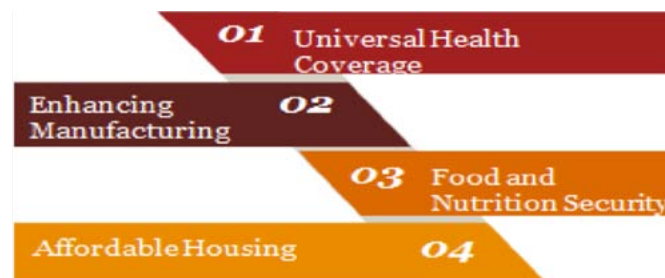 01 Universal Health
Coverage
Enhancing 02
Manufacturing
03 Food and
Nutrition Security
Affordable Housing 04